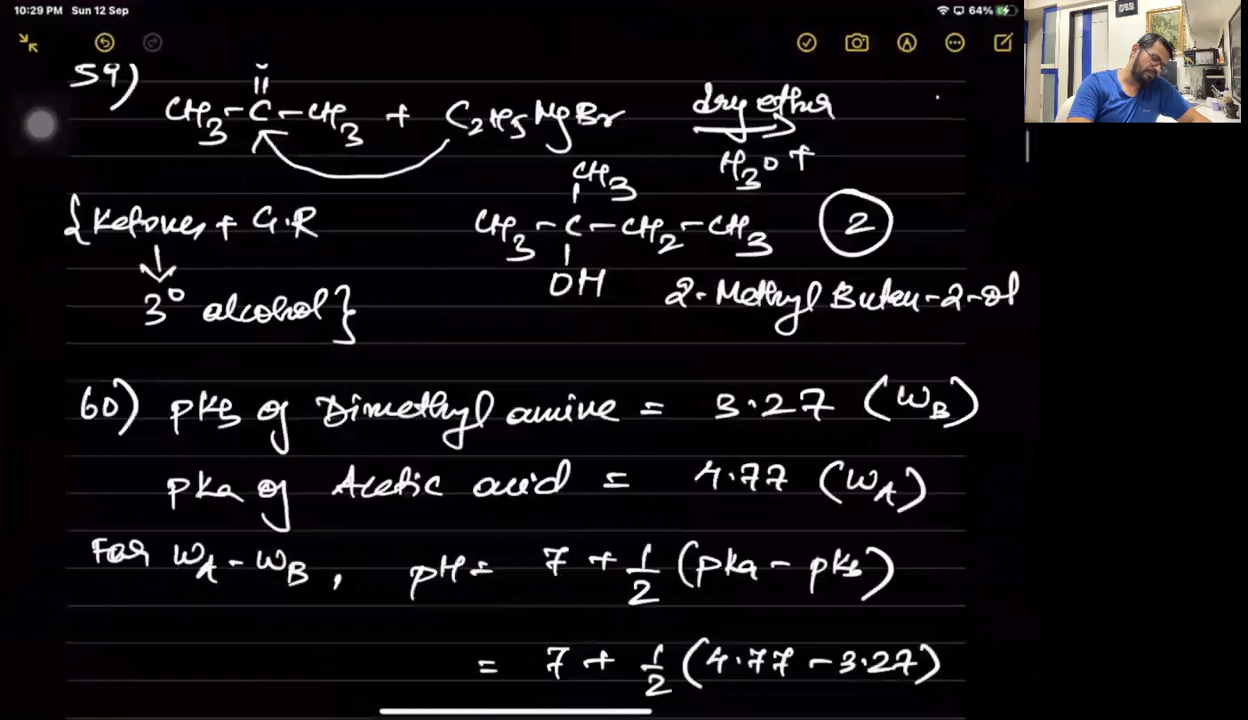 10:29 PM Sun 12 Sep 64%
59)
CH3-C-CH3 + C2H5MgBr dry ether
H3O+
CH3
{Ketones + G.R CH3-C-CH2-CH3 2
OH
3° alcohol} 2-Methyl Butan-2-ol
60) pKb of Dimethyl amine = 3.27 (WB)
pKa of Acetic acid = 4.77 (WA)
For WA-WB, pH = 7 + 1/2 (pKa - pKb)
= 7 + 1/2 (4.77-3.27)